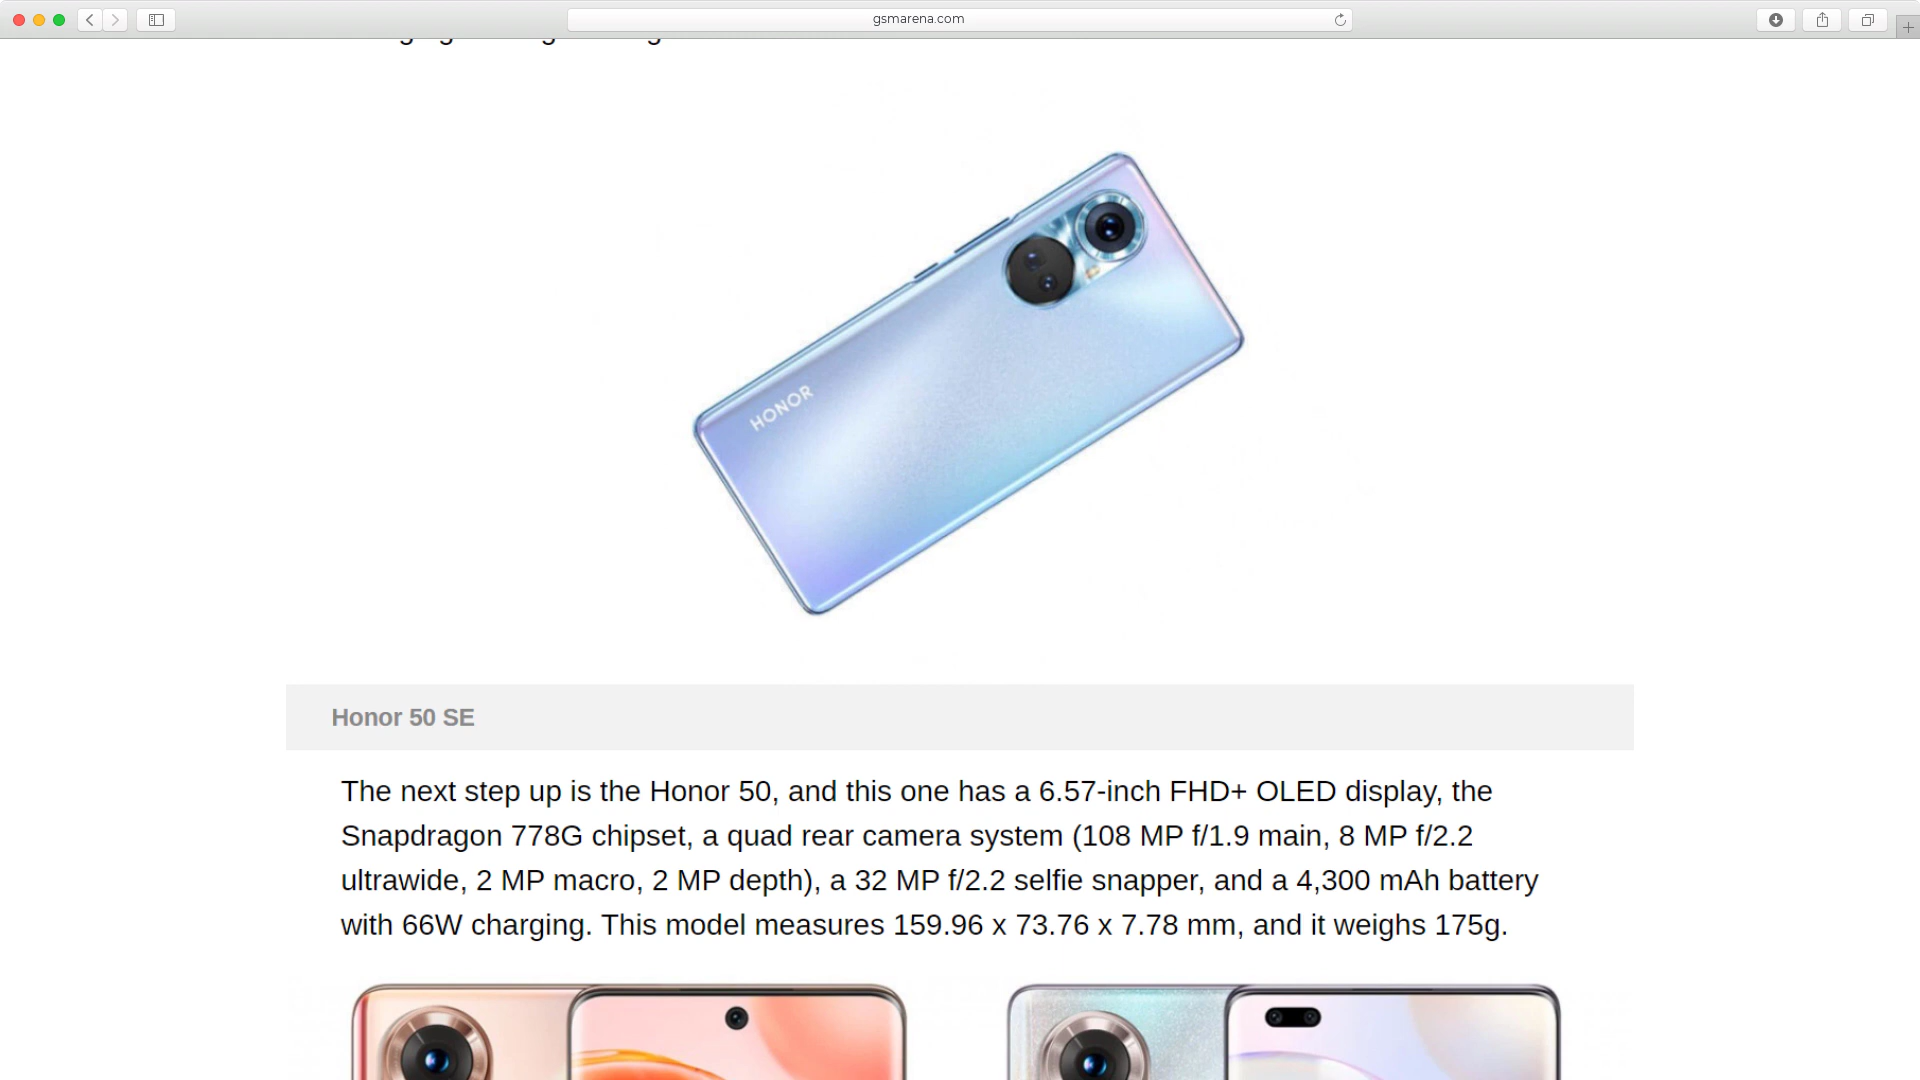 gsmarena.com
HONOR
Honor 50 SE
The next step up is the Honor 50, and this one has a 6.57-inch FHD+ OLED display, the
Snapdragon 778G chipset, a quad rear camera system (108 MP f/1.9 main, 8 MP f/2.2
ultrawide, 2 MP macro, 2 MP depth), a 32 MP f/2.2 selfie snapper, and a 4,300 mAh battery
with 66W charging. This model measures 159.96 x 73.76 x 7.78 mm, and it weighs 175g.